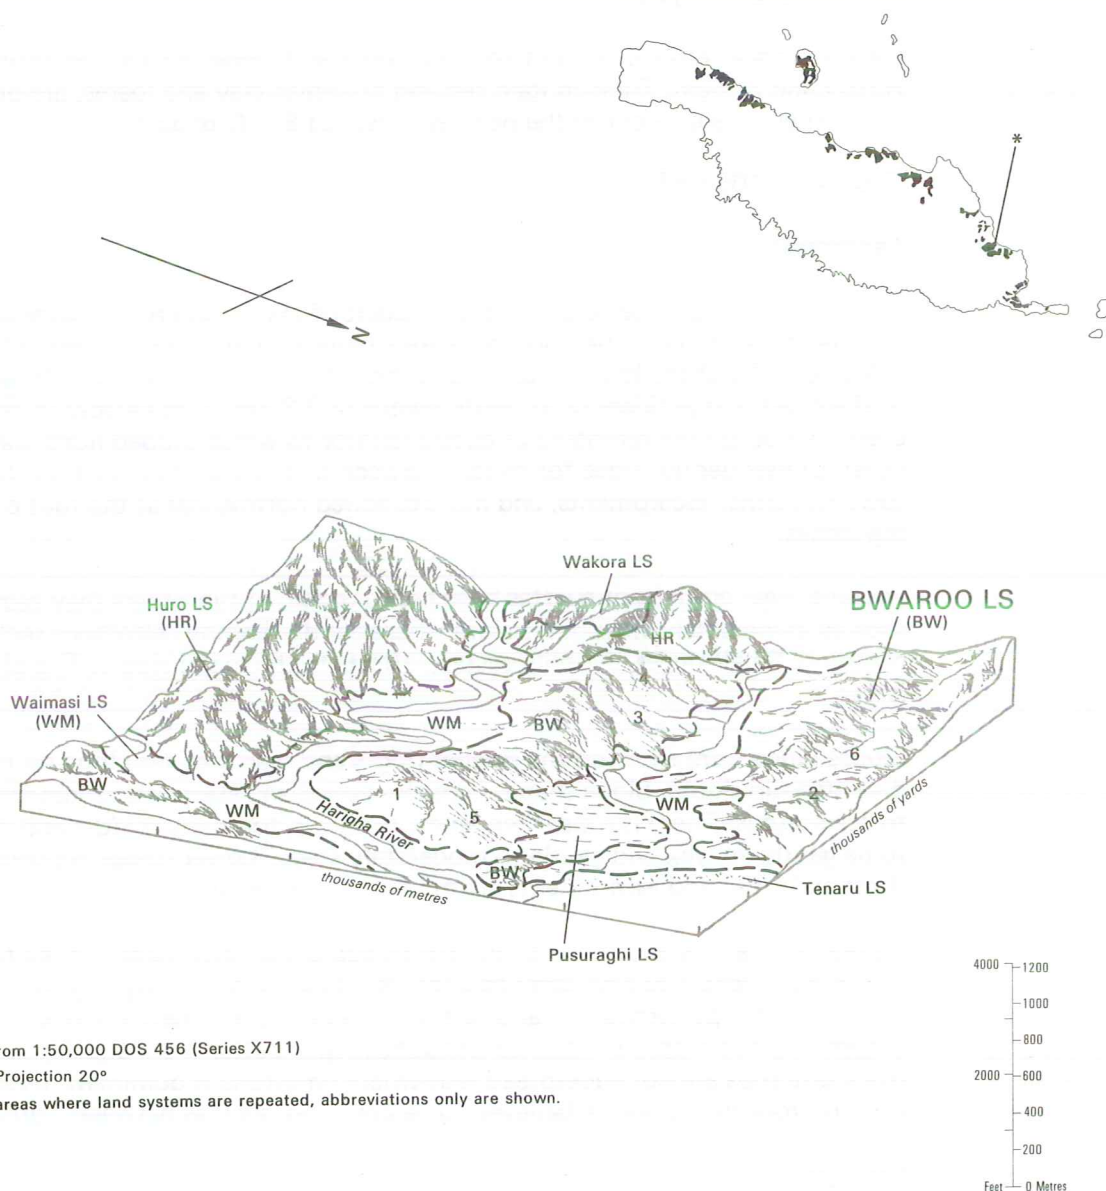 *
N
Wakora LS
BWAROO LS
(BW)
Huro LS
(HR)
HR
4
Waimasi LS
(WM)
WM
BW
3
6
BW
1
WM
2
WM
5
Harigha River
thousands of yards
BW
thousands of metres
Tenaru LS
Pusuraghi LS
4000 1200
1000
800
2000 600
400
200
Feet 0 Metres
rom 1:50,000 DOS 456 (Series X711)
Projection 20º
areas where land systems are repeated, abbreviations only are shown.